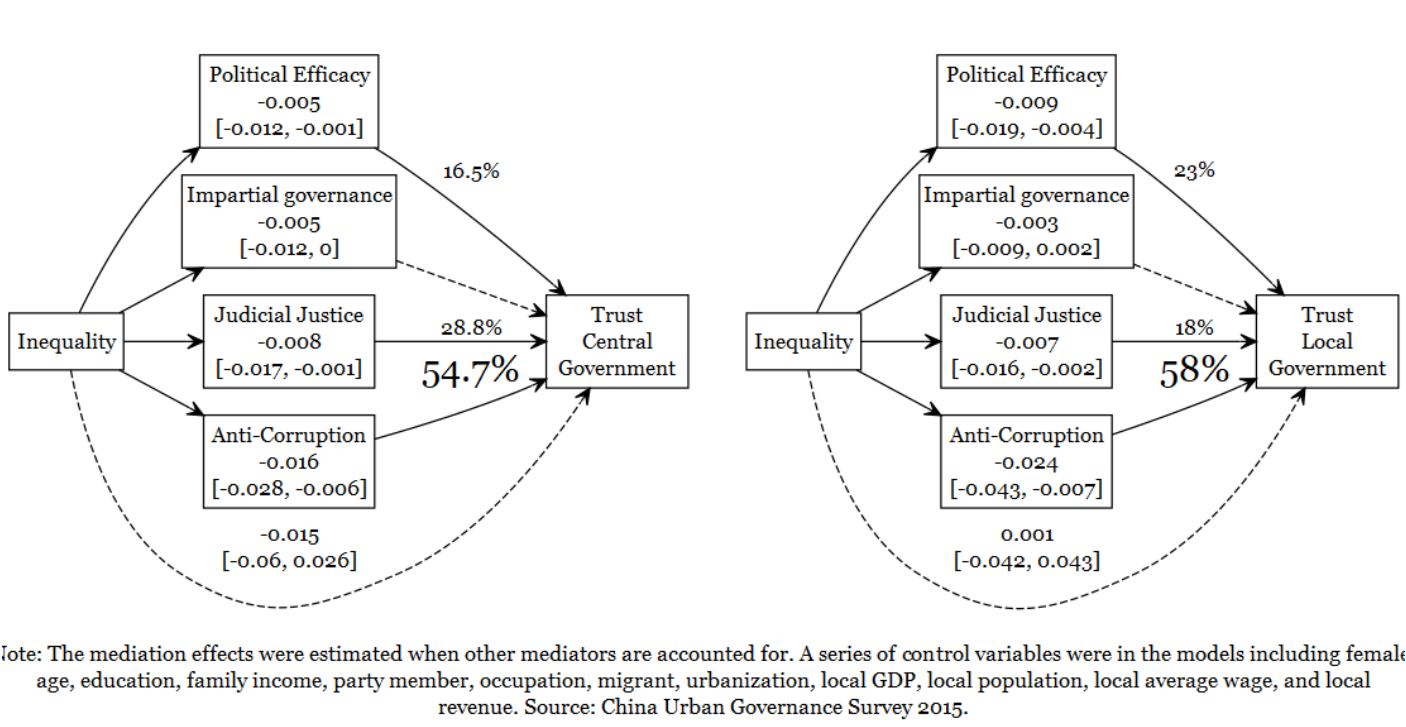 Political Efficacy
-0.005
[-0.012, -0.001]
16.5%
Impartial governance
-0.005
[-0.012, 0]
Inequality
Judicial Justice
-0.008
[-0.017, -0.001]
28.8%
54.7%
Trust
Central
Government
Anti-Corruption
-0.016
[-0.028, -0.006]
-0.015
[-0.06, 0.026]
Political Efficacy
-0.009
[-0.019, -0.004]
23%
Impartial governance
-0.003
[-0.009, 0.002]
Inequality
Judicial Justice
-0.007
[-0.016, -0.002]
18%
58%
Trust
Local
Government
Anti-Corruption
-0.024
[-0.043, -0.007]
0.001
[-0.042, 0.043]
Note: The mediation effects were estimated when other mediators are accounted for. A series of control variables were in the models including female
age, education, family income, party member, occupation, migrant, urbanization, local GDP, local population, local average wage, and local
revenue. Source: China Urban Governance Survey 2015.